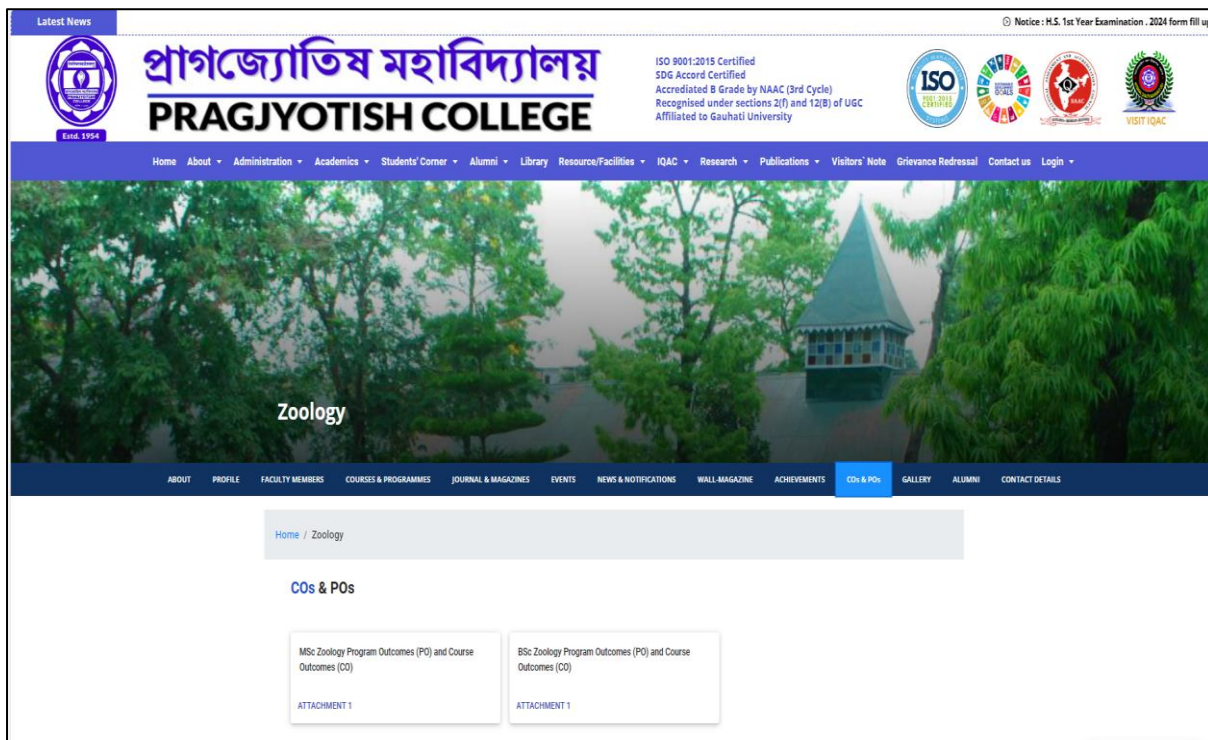 Latest News
Notice : H.S. 1st Year Examination . 2024 form fill up
প্রাগজ্যোতিষ মহাবিদ্যালয়
PRAGJYOTISH COLLEGE
Estd. 1954
ISO 9001:2015 Certified
SDG Accord Certified
Accrediated B Grade by NAAC (3rd Cycle)
Recognised under sections 2(f) and 12(B) of UGC
Affiliated to Gauhati University
ISO
9001:2015
CERTIFIED
NAAC
VISIT IQAC
Home About Administration Academics Students' Corner Alumni Library Resource/Facilities IQAC Research Publications Visitors` Note Grievance Redressal Contact us Login
Zoology
ABOUT PROFILE FACULTY MEMBERS COURSES & PROGRAMMES JOURNAL & MAGAZINES EVENTS NEWS & NOTIFICATIONS WALL-MAGAZINE ACHIEVEMENTS COs & POs GALLERY ALUMNI CONTACT DETAILS
Home / Zoology
COs & POs
MSc Zoology Program Outcomes (PO) and Course
Outcomes (CO)
ATTACHMENT 1
BSc Zoology Program Outcomes (PO) and Course
Outcomes (CO)
ATTACHMENT 1